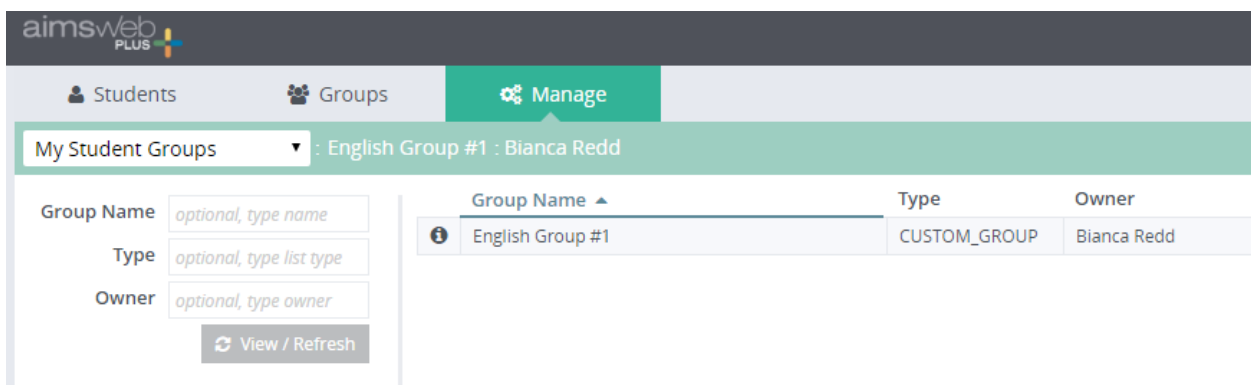 aimsweb
PLUS
Students Groups Manage
My Student Groups : English Group #1 : Bianca Redd
Group Name optional, type name
Type optional, type list type
Owner optional, type owner
View / Refresh
Group Name Type Owner
English Group #1 CUSTOM_GROUP Bianca Redd